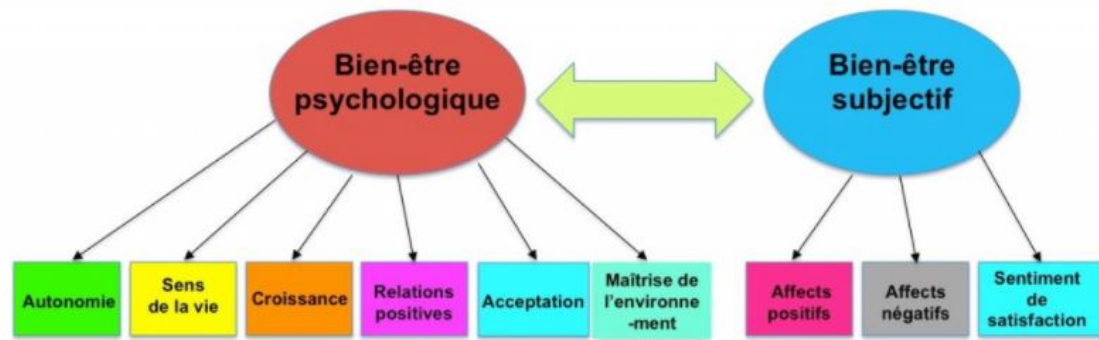 Bien-être
psychologique
Bien-être
subjectif
Autonomie
Sens
de la vie
Croissance
Relations
positives
Acceptation
Maîtrise de
l'environne
-ment
Affects
positifs
Affects
négatifs
Sentiment
de
satisfaction